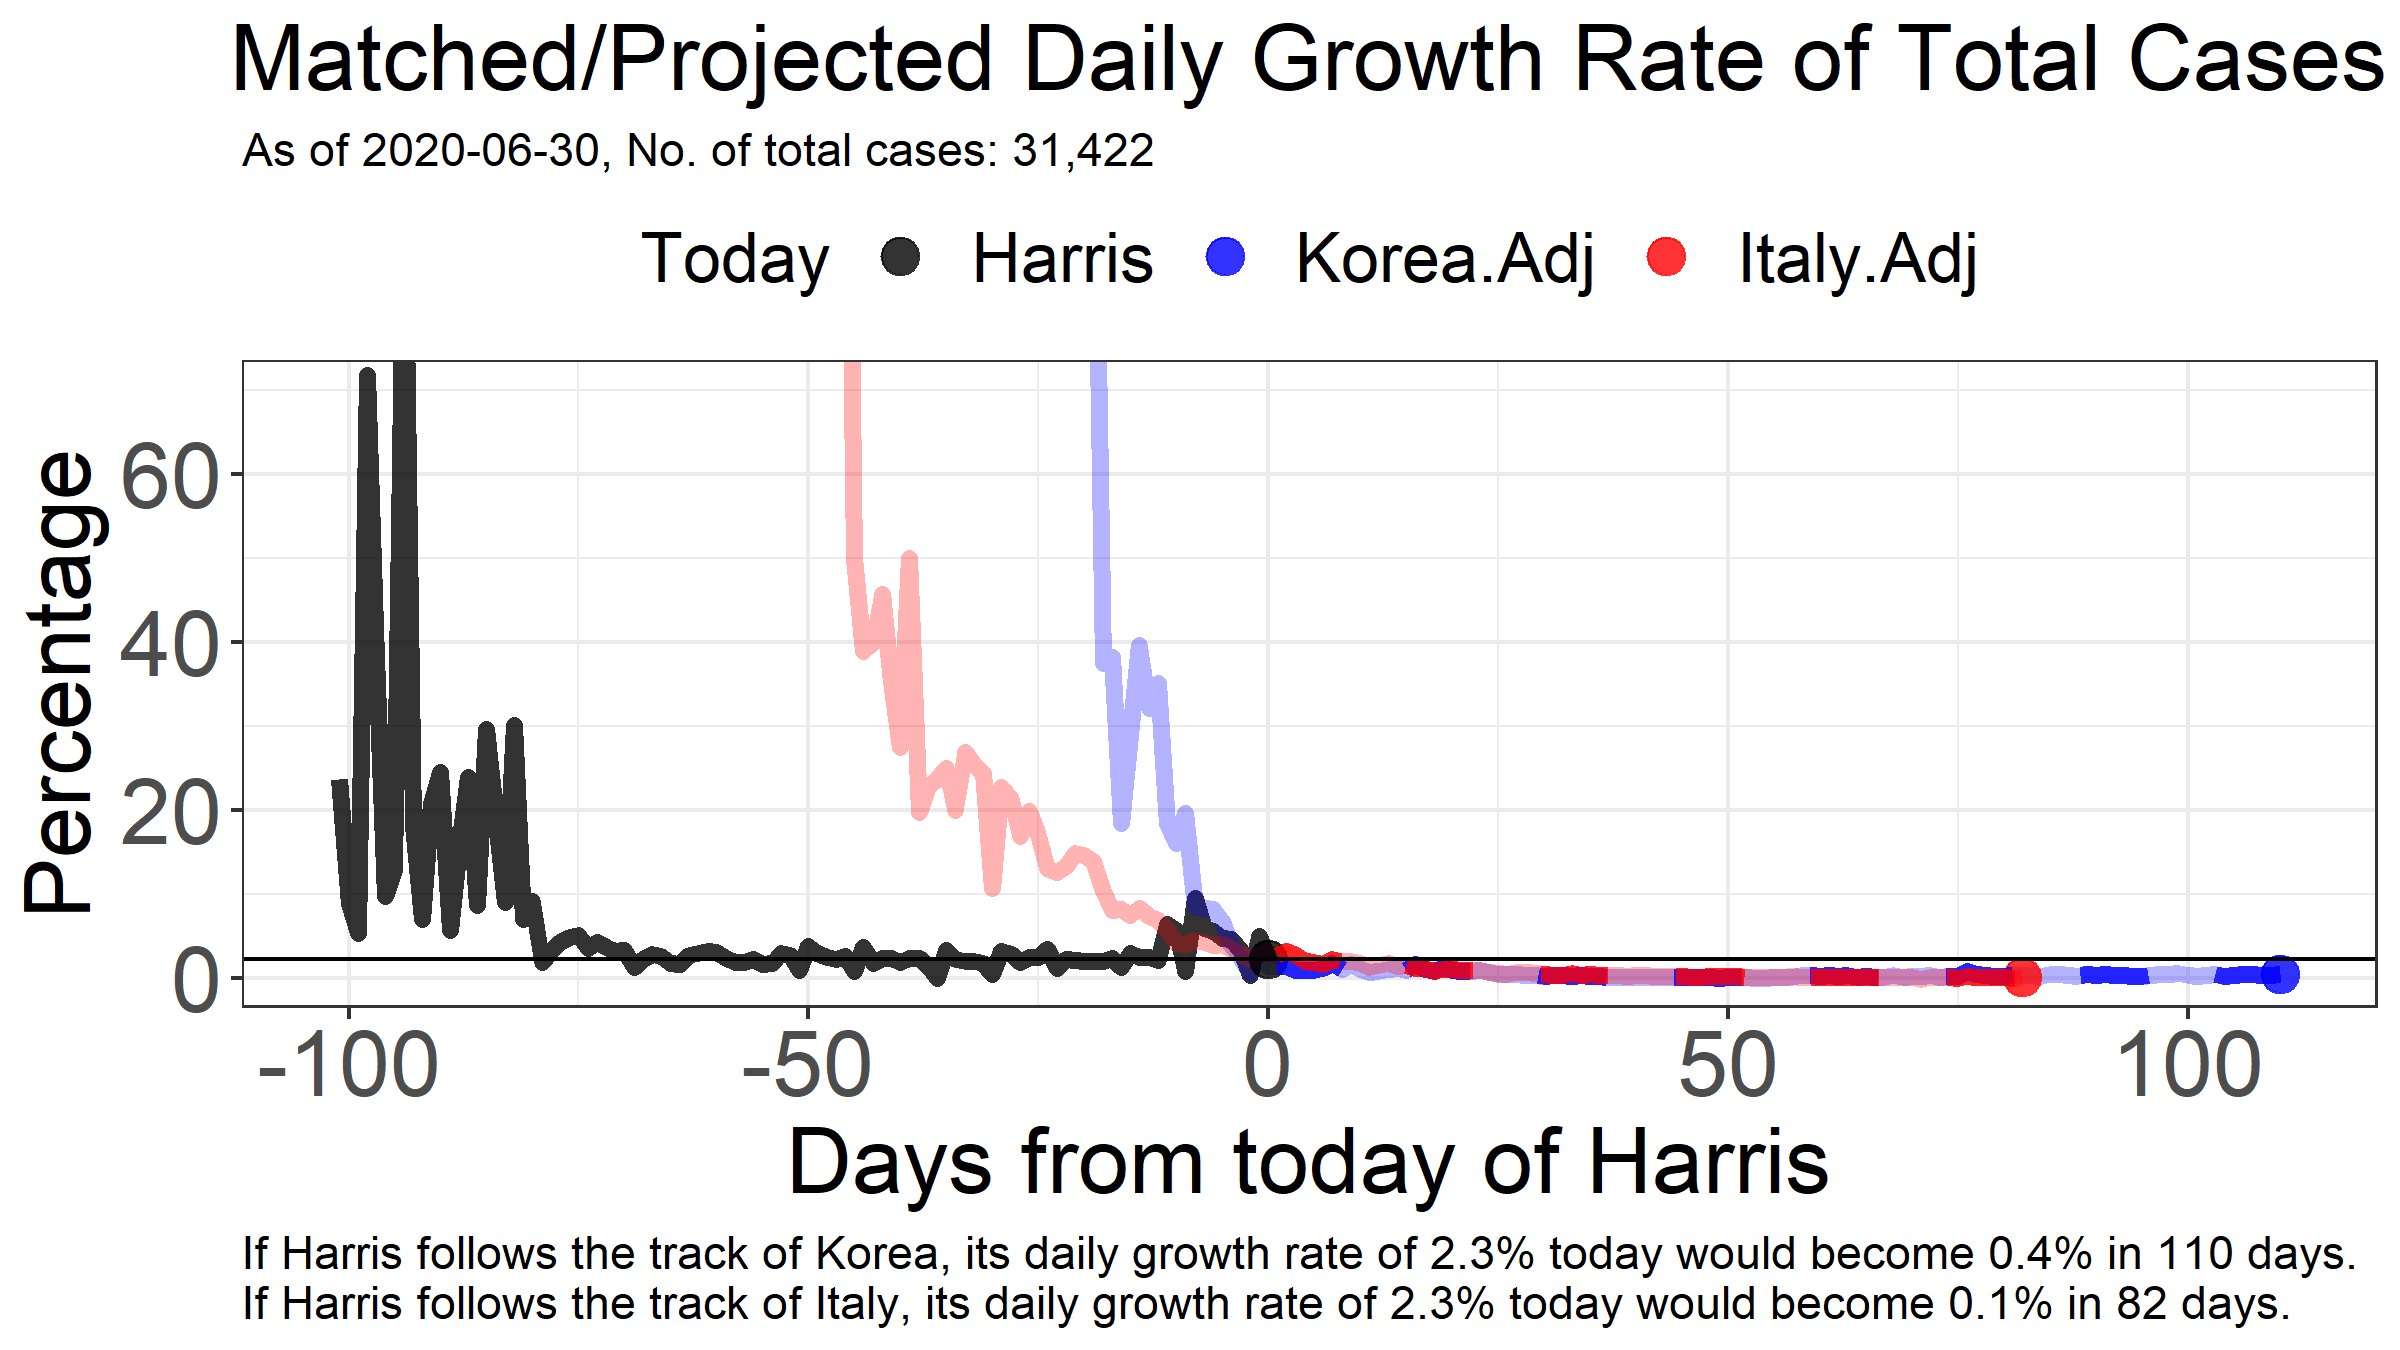 Matched/Projected Daily Growth Rate of Total Cases
As of 2020-06-30, No. of total cases: 31,422
Today Harris Korea.Adj Italy.Adj
Percentage
60
40
20
0
-100 -50 0 50 100
Days from today of Harris
If Harris follows the track of Korea, its daily growth rate of 2.3% today would become 0.4% in 110 days.
If Harris follows the track of Italy, its daily growth rate of 2.3% today would become 0.1% in 82 days.